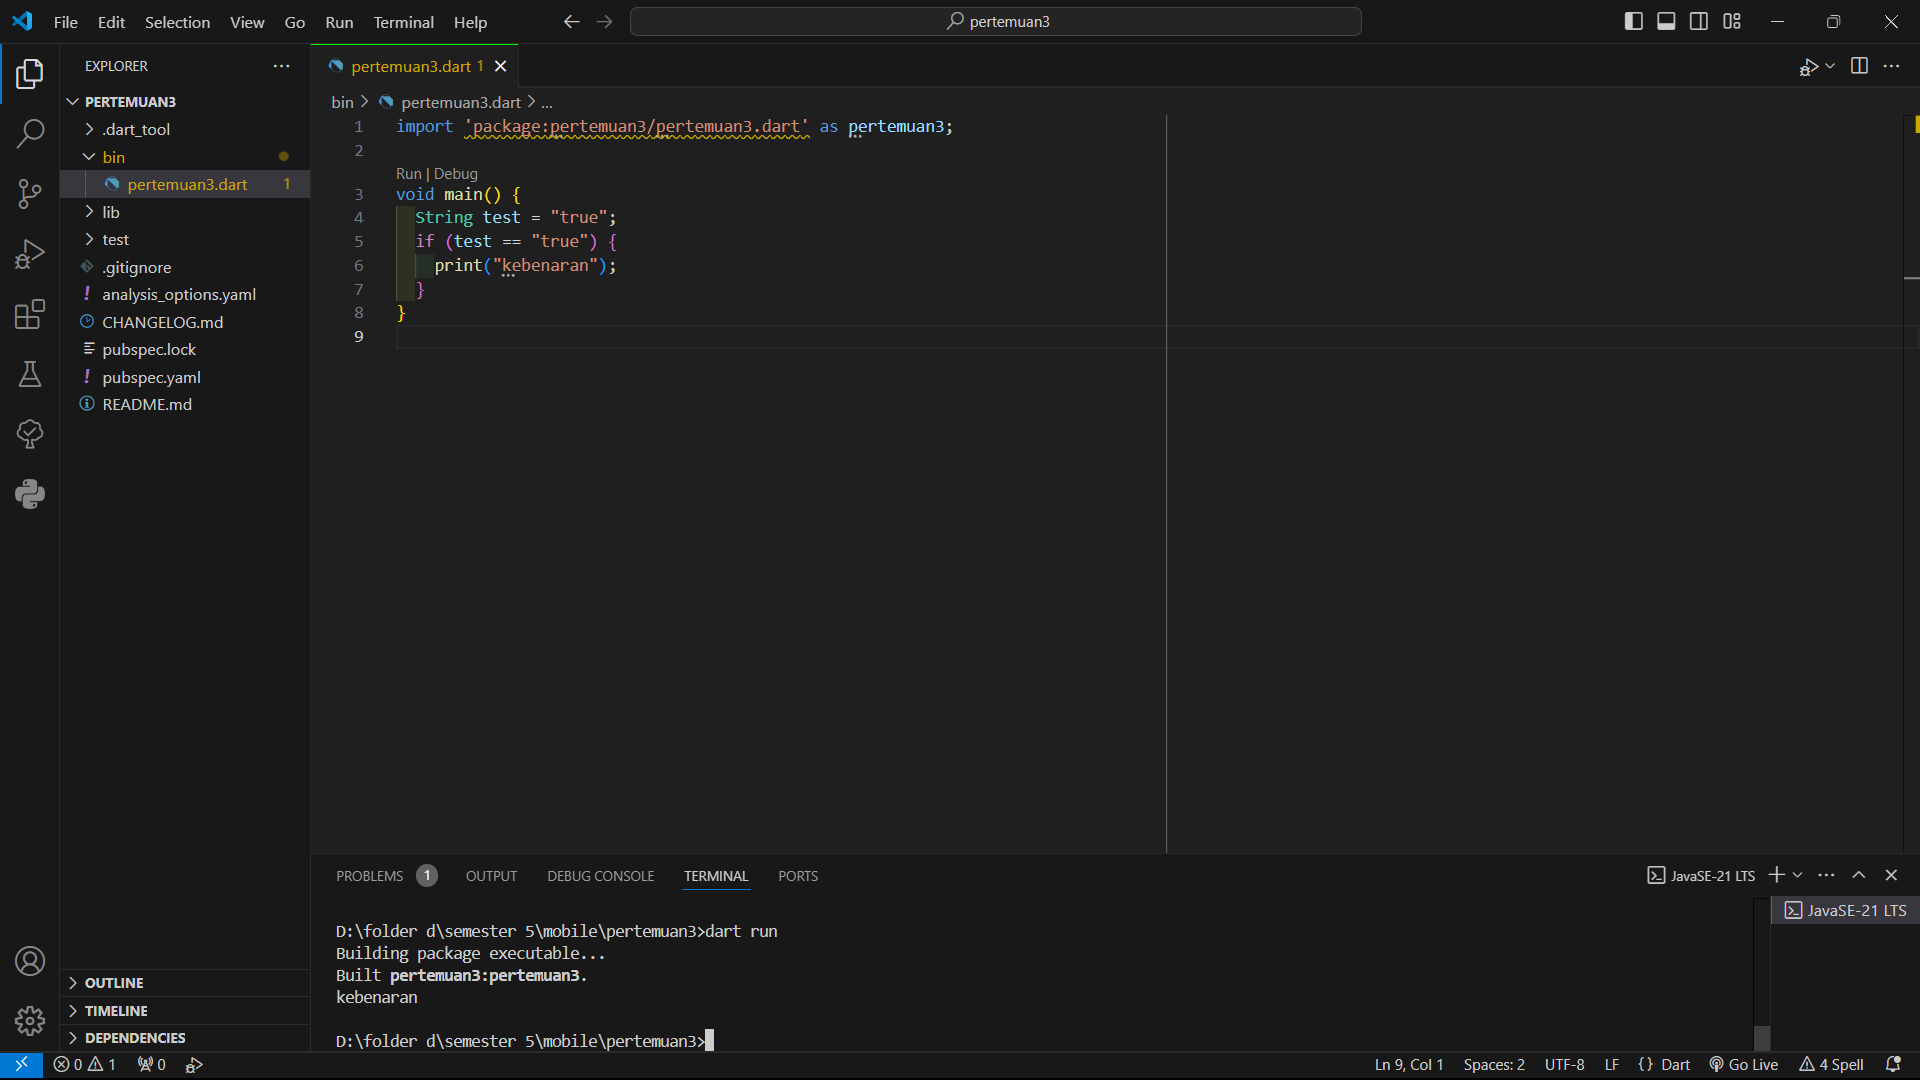 File Edit Selection View Go Run Terminal Help
pertemuan3
EXPLORER
PERTEMUAN3
.dart_tool
bin
pertemuan3.dart 1
lib
test
.gitignore
analysis_options.yaml
CHANGELOG.md
pubspec.lock
pubspec.yaml
README.md
OUTLINE
TIMELINE
DEPENDENCIES
pertemuan3.dart 1
bin > pertemuan3.dart > ...
1 import 'package:pertemuan3/pertemuan3.dart' as pertemuan3;
2
Run | Debug
3 void main() {
4 String test = "true";
5 if (test == "true") {
6 print("kebenaran");
7 }
8 }
9
PROBLEMS 1 OUTPUT DEBUG CONSOLE TERMINAL PORTS
JavaSE-21 LTS
JavaSE-21 LTS
D:\folder d\semester 5\mobile\pertemuan3>dart run
Building package executable...
Built pertemuan3:pertemuan3.
kebenaran
D:\folder d\semester 5\mobile\pertemuan3>
0 1 0
Ln 9, Col 1 Spaces: 2 UTF-8 LF {} Dart Go Live 4 Spell